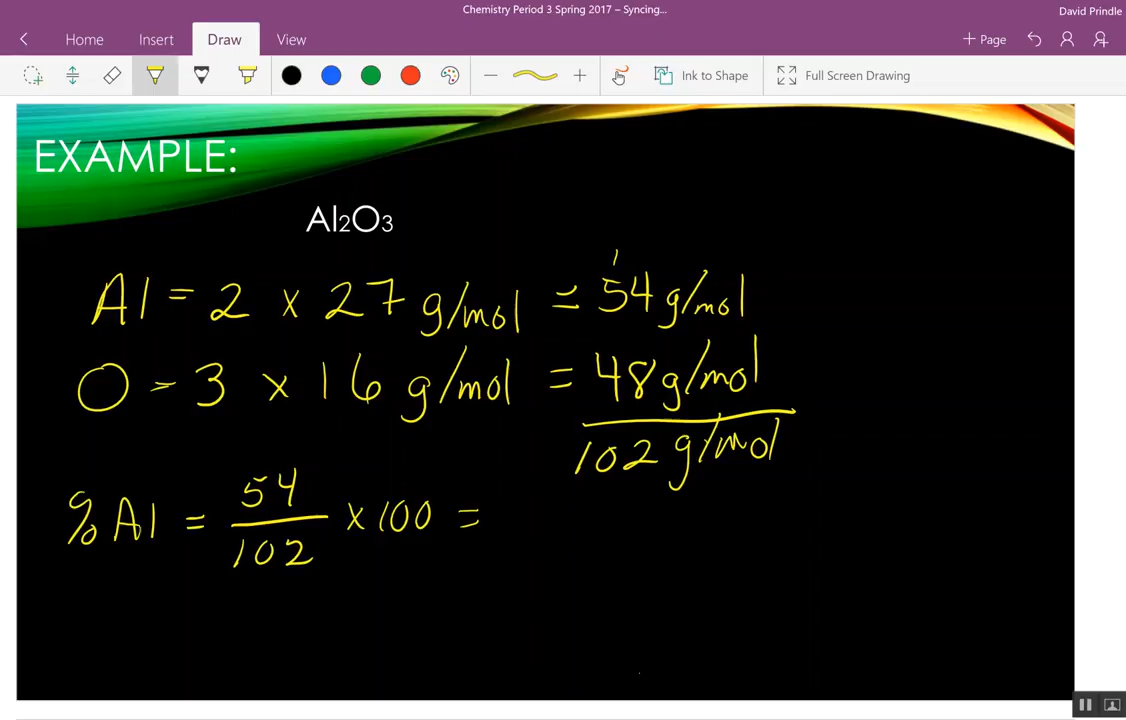 Chemistry Period 3 Spring 2017 – Syncing...
David Prindle
Home Insert Draw View
+ Page
Ink to Shape
Full Screen Drawing
EXAMPLE:
Al2O3
Al = 2 x 27 g/mol = 54 g/mol
O - 3 x 16 g/mol = 48 g/mol
102 g/mol
% Al = 54/102 x 100 =